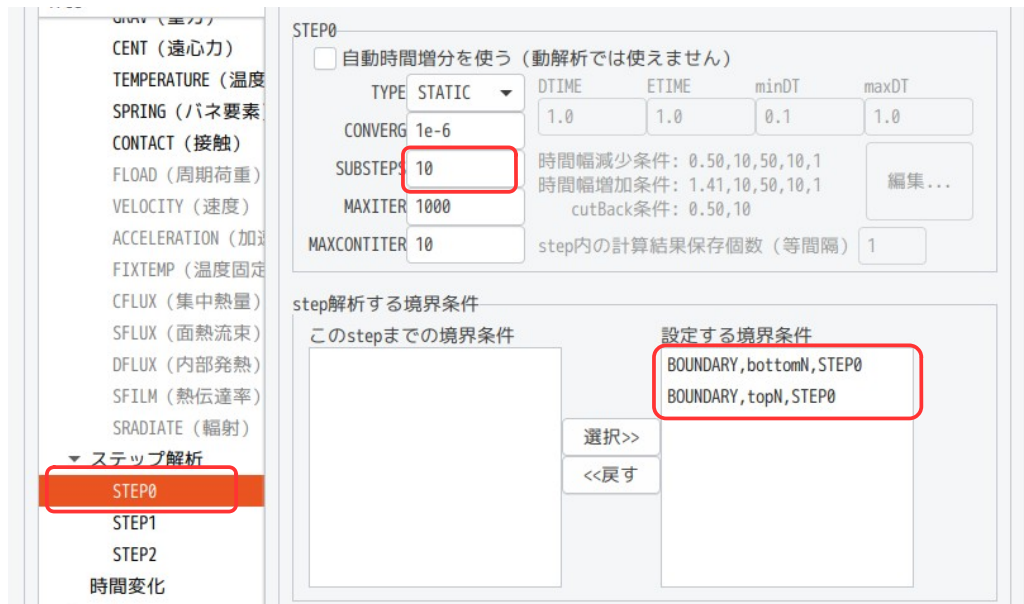 GRAV (重力)
CENT (遠心力)
TEMPERATURE (温度
SPRING (バネ要素
CONTACT (接触)
FLOAD (周期荷重)
VELOCITY (速度)
ACCELERATION (加速
FIXTEMP (温度固定
CFLUX (集中熱量)
SFLUX (面熱流束)
DFLUX (内部発熱)
SFILM (熱伝達率)
SRADIATE (輻射)
ステップ解析
STEP0
STEP1
STEP2
時間変化
STEP0
自動時間増分を使う (動解析では使えません)
TYPE STATIC DTIME ETIME minDT maxDT
1.0 1.0 0.1 1.0
CONVERG 1e-6
SUBSTEPS 10
MAXITER 1000
MAXCONTITER 10
時間幅減少条件: 0.50,10,50,10,1
時間幅増加条件: 1.41,10,50,10,1
cutBack条件: 0.50,10
編集...
step内の計算結果保存個数 (等間隔) 1
step解析する境界条件
このstepまでの境界条件
設定する境界条件
BOUNDARY,bottomN,STEP0
BOUNDARY,topN,STEP0
選択>>
<<戻す